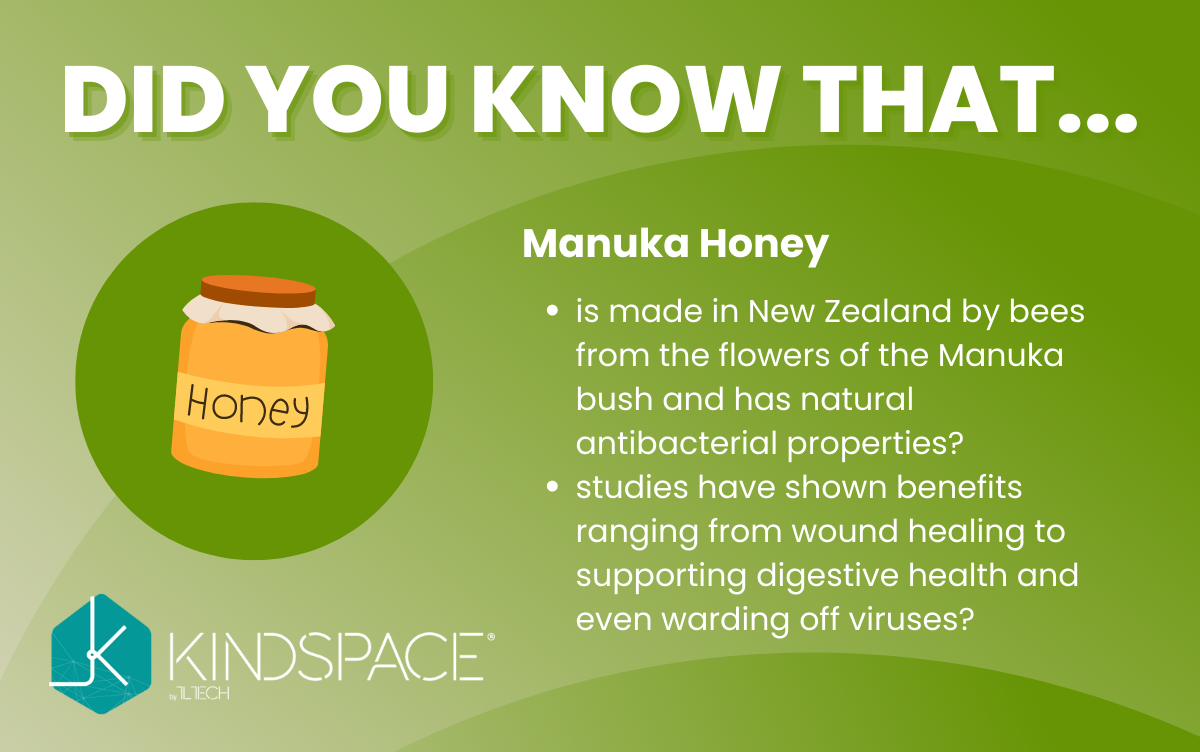 DID YOU KNOW THAT...
Manuka Honey
• is made in New Zealand by bees
from the flowers of the Manuka
bush and has natural
antibacterial properties?
• studies have shown benefits
ranging from wound healing to
supporting digestive health and
even warding off viruses?
Honey
KINDSPACE®
by TLTECH